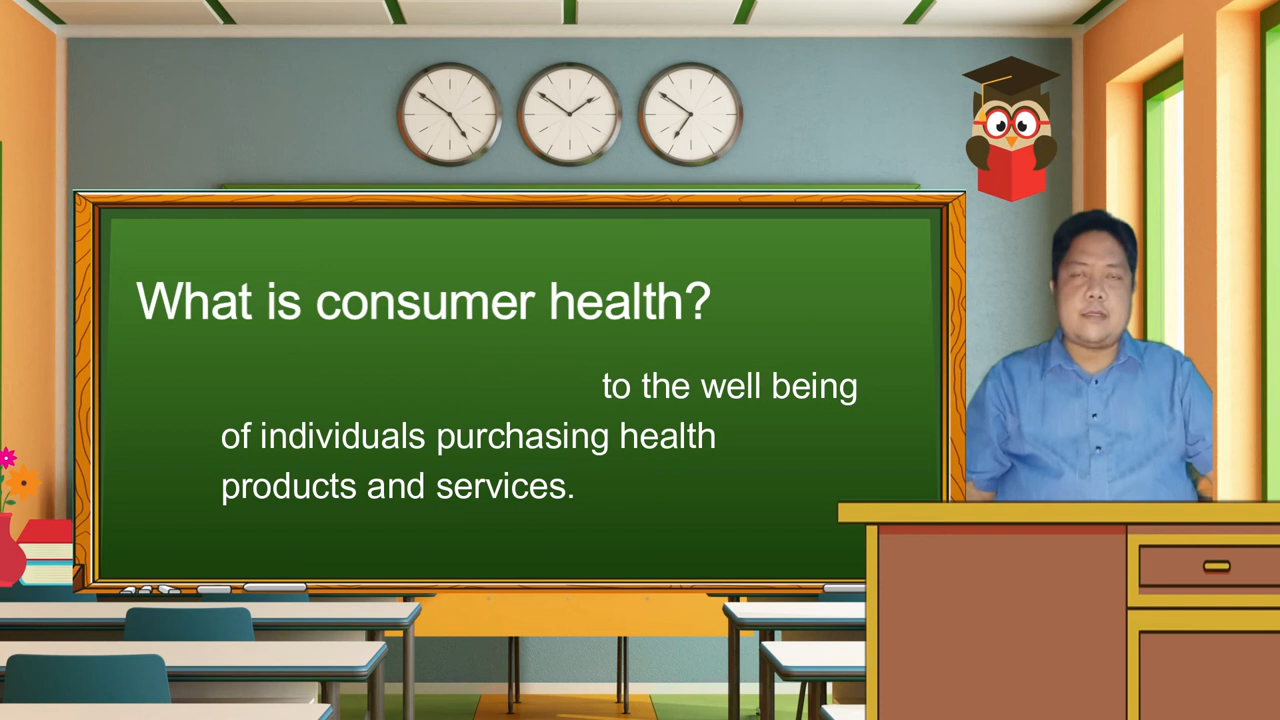 What is consumer health?
to the well being
of individuals purchasing health
products and services.